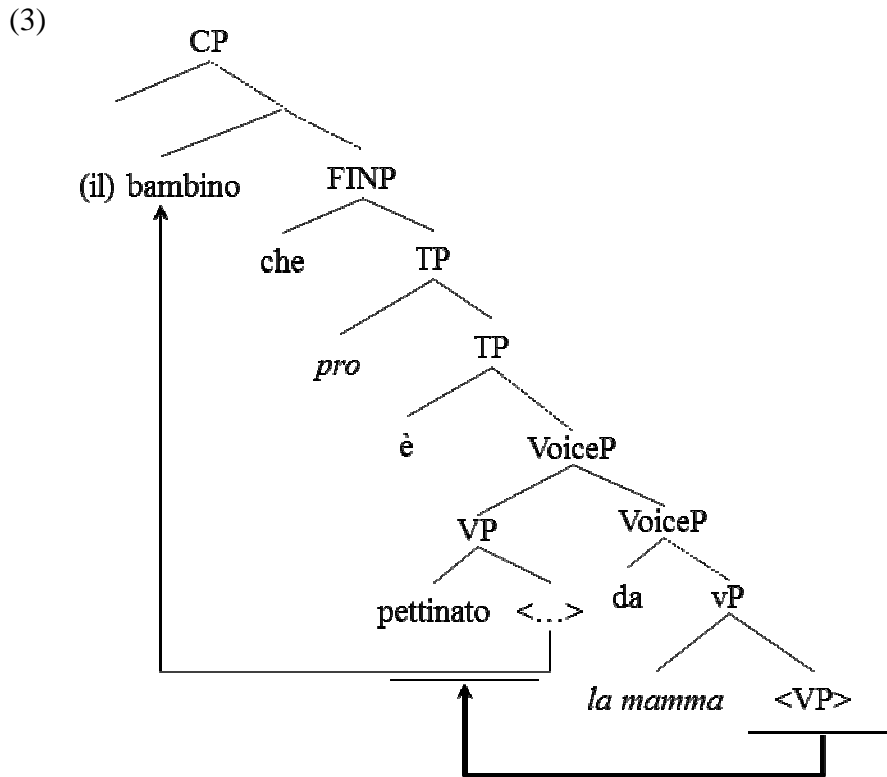 (3)
CP
(il) bambino FINP
che TP
pro TP
è VoiceP
VP VoiceP
pettinato <...> da vP
la mamma <VP>